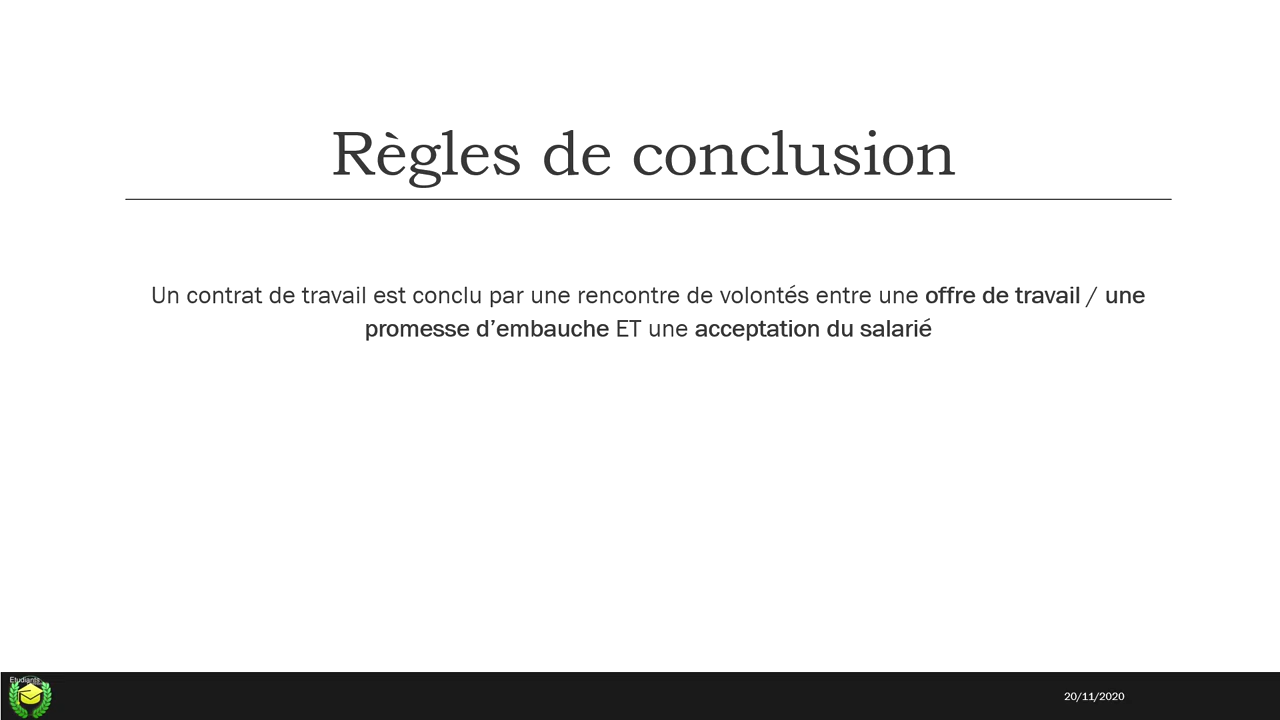 Règles de conclusion
Un contrat de travail est conclu par une rencontre de volontés entre une offre de travail / une
promesse d’embauche ET une acceptation du salarié
Etudiants
20/11/2020